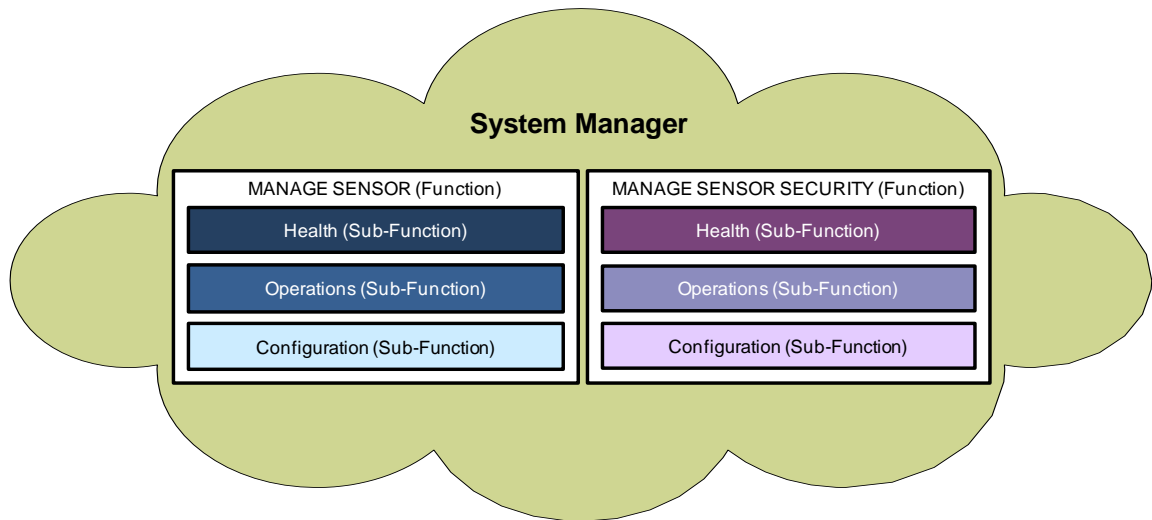 System Manager
MANAGE SENSOR (Function)
Health (Sub-Function)
Operations (Sub-Function)
Configuration (Sub-Function)
MANAGE SENSOR SECURITY (Function)
Health (Sub-Function)
Operations (Sub-Function)
Configuration (Sub-Function)